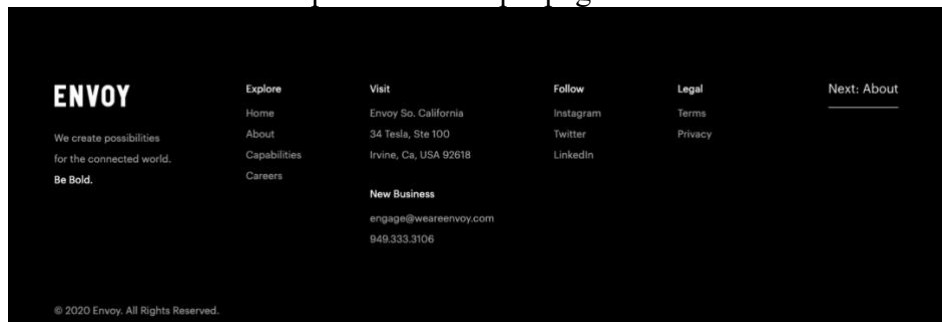 ENVOY
We create possibilities
for the connected world.
Be Bold.
Explore
Home
About
Capabilities
Careers
Visit
Envoy So. California
34 Tesla, Ste 100
Irvine, Ca, USA 92618
New Business
engage@weareenvoy.com
949.333.3106
Follow
Instagram
Twitter
LinkedIn
Legal
Terms
Privacy
Next: About
© 2020 Envoy. All Rights Reserved.